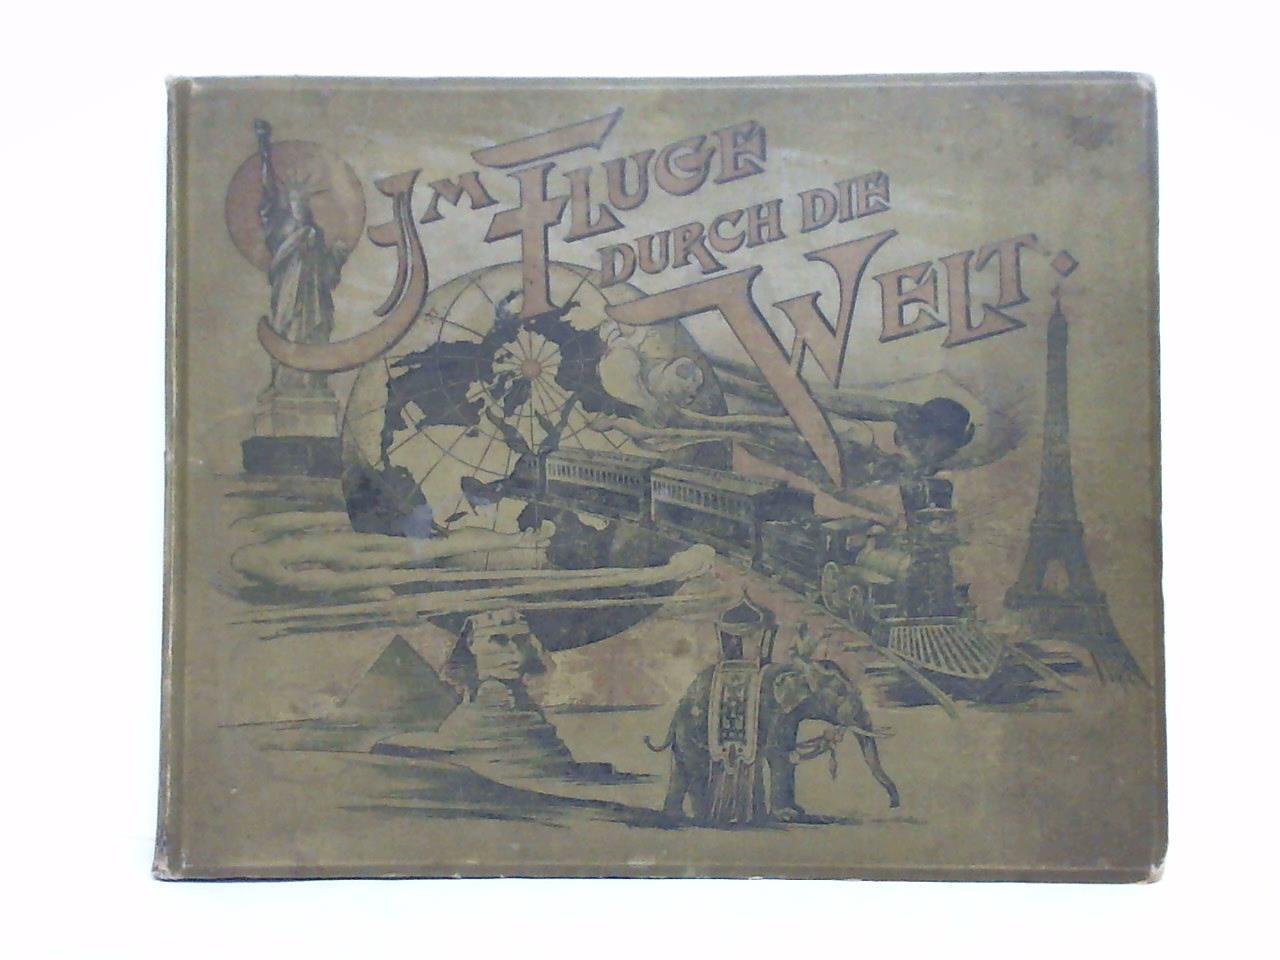 IM FLUGE
DURCH DIE
WELT.